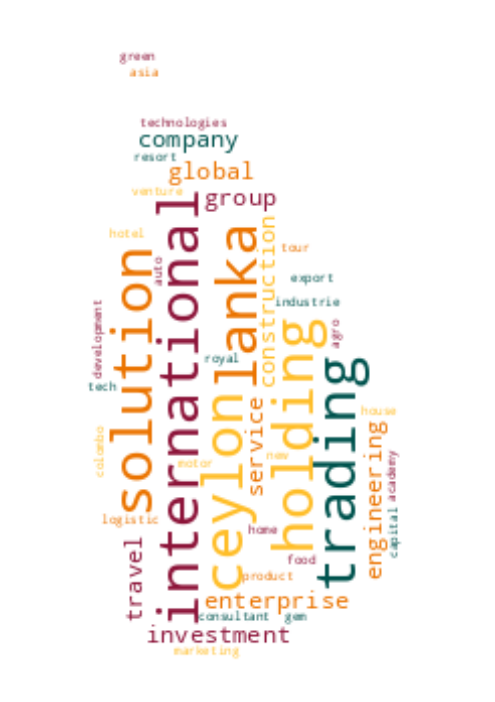 green
asia
technologies
company
resort
global
venture
group
international
lanka
construction
hotel
tour
solution
auto
export
industrie
development
holding
agro
royal
trading
tech
ceylon
service
house
engineering
colombo
new
motor
academy
capital
logistic
home
travel
food
product
enterprise
consultant
gem
investment
marketing